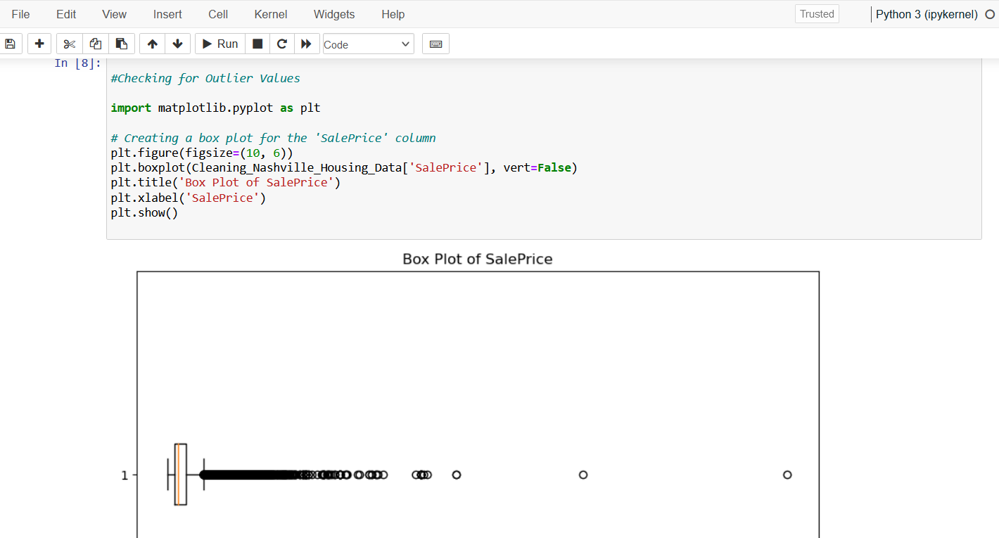 File Edit View Insert Cell Kernel Widgets Help Trusted Python 3 (ipykernel)
Run Code
In [8]:
#Checking for Outlier Values
import matplotlib.pyplot as plt
# Creating a box plot for the 'SalePrice' column
plt.figure(figsize=(10, 6))
plt.boxplot(Cleaning_Nashville_Housing_Data['SalePrice'], vert=False)
plt.title('Box Plot of SalePrice')
plt.xlabel('SalePrice')
plt.show()
Box Plot of SalePrice
1